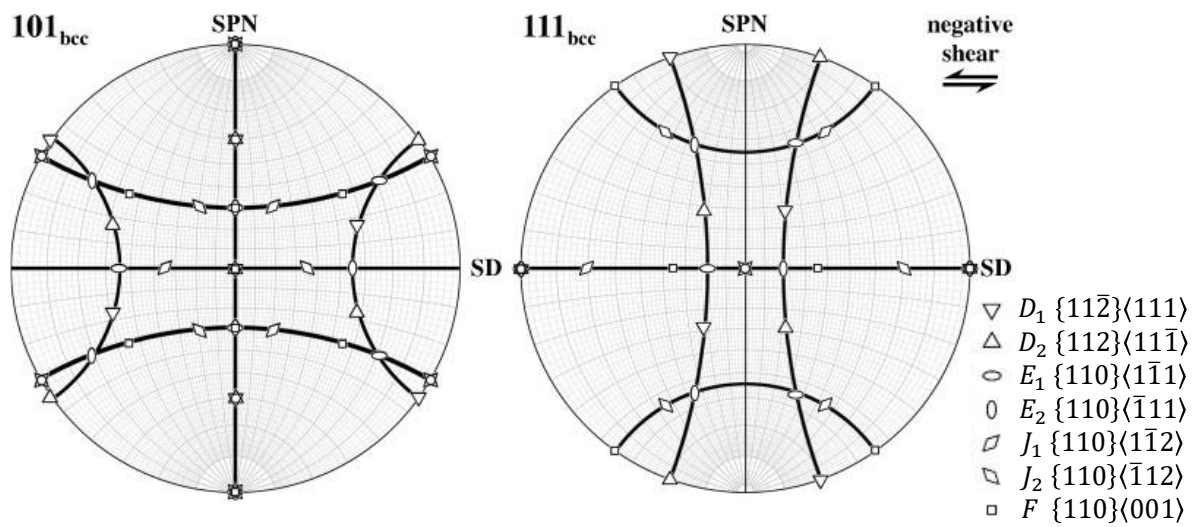 101bcc
SPN
111bcc
SPN
negative
shear
SD
SD
D₁ {112̄}⟨111⟩
D₂ {112}⟨111̄⟩
E₁ {110}⟨11̄1⟩
E₂ {110}⟨1̄11⟩
J₁ {110}⟨11̄2⟩
J₂ {110}⟨1̄12⟩
F {110}⟨001⟩